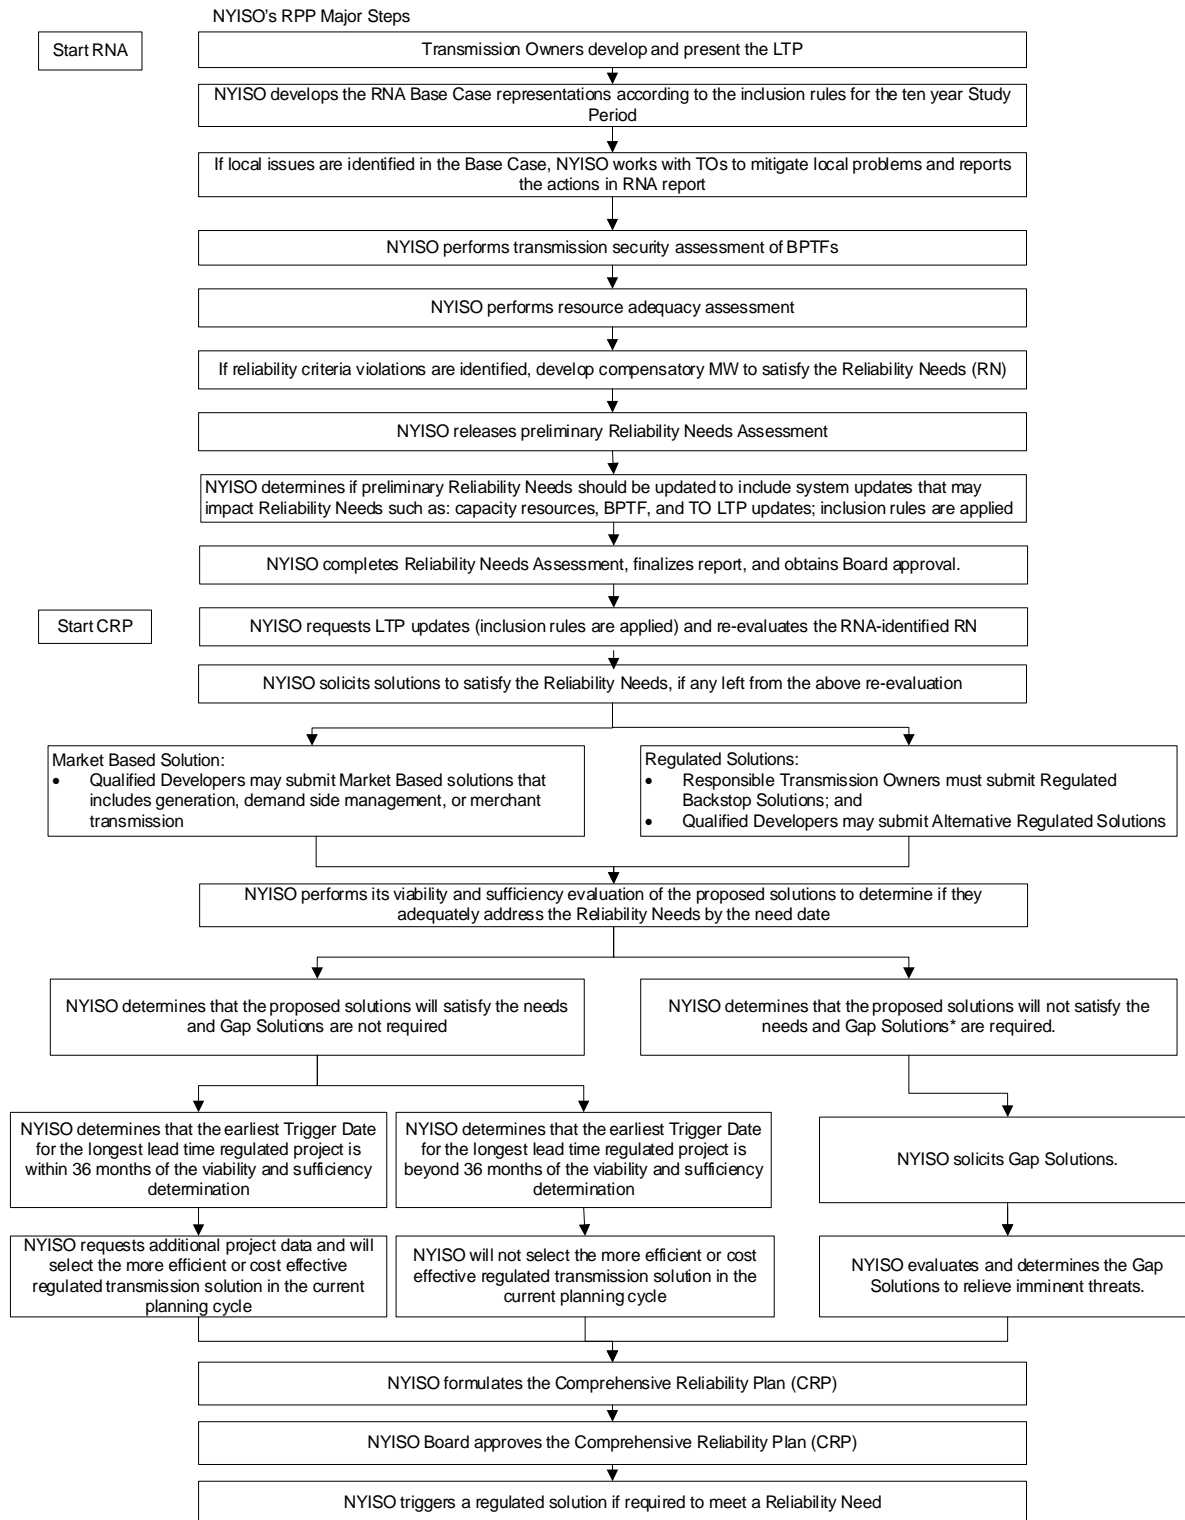 NYISO's RPP Major Steps
Start RNA
Transmission Owners develop and present the LTP
NYISO develops the RNA Base Case representations according to the inclusion rules for the ten year Study
Period
If local issues are identified in the Base Case, NYISO works with TOs to mitigate local problems and reports
the actions in RNA report
NYISO performs transmission security assessment of BPTFs
NYISO performs resource adequacy assessment
If reliability criteria violations are identified, develop compensatory MW to satisfy the Reliability Needs (RN)
NYISO releases preliminary Reliability Needs Assessment
NYISO determines if preliminary Reliability Needs should be updated to include system updates that may
impact Reliability Needs such as: capacity resources, BPTF, and TO LTP updates; inclusion rules are applied
NYISO completes Reliability Needs Assessment, finalizes report, and obtains Board approval.
Start CRP
NYISO requests LTP updates (inclusion rules are applied) and re-evaluates the RNA-identified RN
NYISO solicits solutions to satisfy the Reliability Needs, if any left from the above re-evaluation
Market Based Solution:
• Qualified Developers may submit Market Based solutions that
includes generation, demand side management, or merchant
transmission
Regulated Solutions:
• Responsible Transmission Owners must submit Regulated
Backstop Solutions; and
• Qualified Developers may submit Alternative Regulated Solutions
NYISO performs its viability and sufficiency evaluation of the proposed solutions to determine if they
adequately address the Reliability Needs by the need date
NYISO determines that the proposed solutions will satisfy the needs
and Gap Solutions are not required
NYISO determines that the proposed solutions will not satisfy the
needs and Gap Solutions* are required.
NYISO determines that the earliest Trigger Date
for the longest lead time regulated project is
within 36 months of the viability and sufficiency
determination
NYISO determines that the earliest Trigger Date
for the longest lead time regulated project is
beyond 36 months of the viability and sufficiency
determination
NYISO solicits Gap Solutions.
NYISO requests additional project data and will
select the more efficient or cost effective
regulated transmission solution in the current
planning cycle
NYISO will not select the more efficient or cost
effective regulated transmission solution in the
current planning cycle
NYISO evaluates and determines the Gap
Solutions to relieve imminent threats.
NYISO formulates the Comprehensive Reliability Plan (CRP)
NYISO Board approves the Comprehensive Reliability Plan (CRP)
NYISO triggers a regulated solution if required to meet a Reliability Need